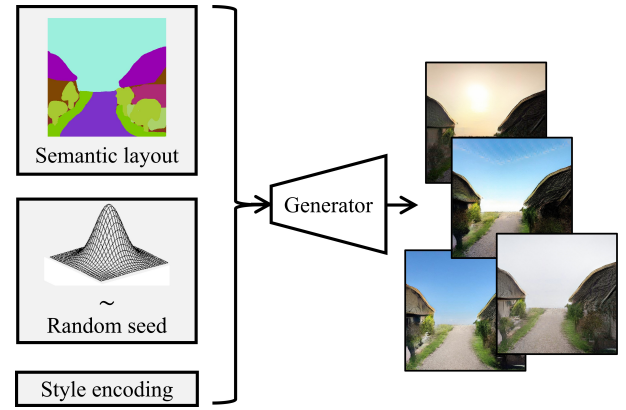 Semantic layout
~
Random seed
Style encoding
Generator